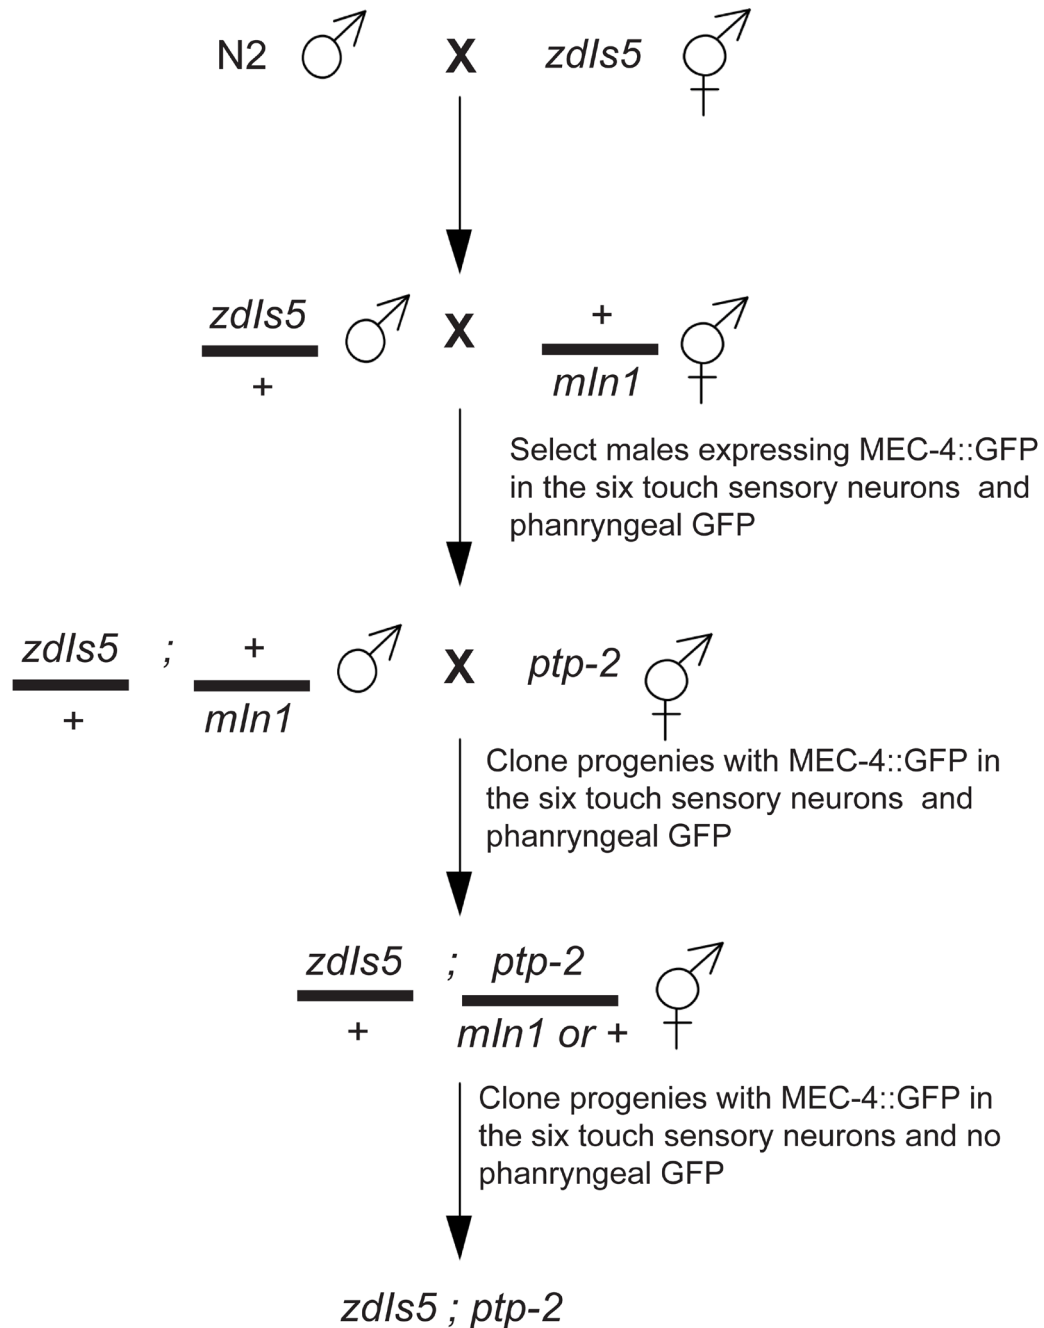 N2 X zdIs5
zdIs5 X +
+ mIn1
Select males expressing MEC-4::GFP
in the six touch sensory neurons and
phanryngeal GFP
zdIs5 ; + X ptp-2
+ mIn1
Clone progenies with MEC-4::GFP in
the six touch sensory neurons and
phanryngeal GFP
zdIs5 ; ptp-2
+ mIn1 or +
Clone progenies with MEC-4::GFP in
the six touch sensory neurons and no
phanryngeal GFP
zdIs5 ; ptp-2